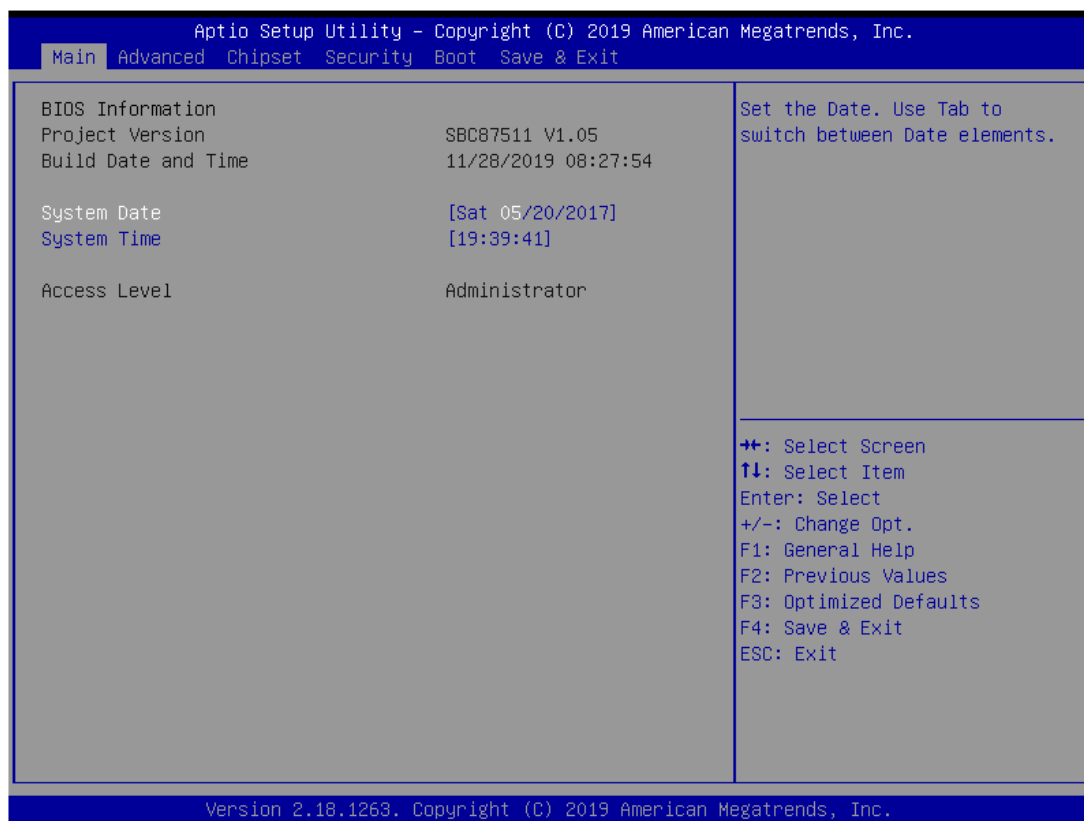 Aptio Setup Utility – Copyright (C) 2019 American Megatrends, Inc.
Main Advanced Chipset Security Boot Save & Exit
BIOS Information
Project Version SBC87511 V1.05
Build Date and Time 11/28/2019 08:27:54
System Date [Sat 05/20/2017]
System Time [19:39:41]
Access Level Administrator
Set the Date. Use Tab to
switch between Date elements.
→←: Select Screen
↑↓: Select Item
Enter: Select
+/-: Change Opt.
F1: General Help
F2: Previous Values
F3: Optimized Defaults
F4: Save & Exit
ESC: Exit
Version 2.18.1263. Copyright (C) 2019 American Megatrends, Inc.